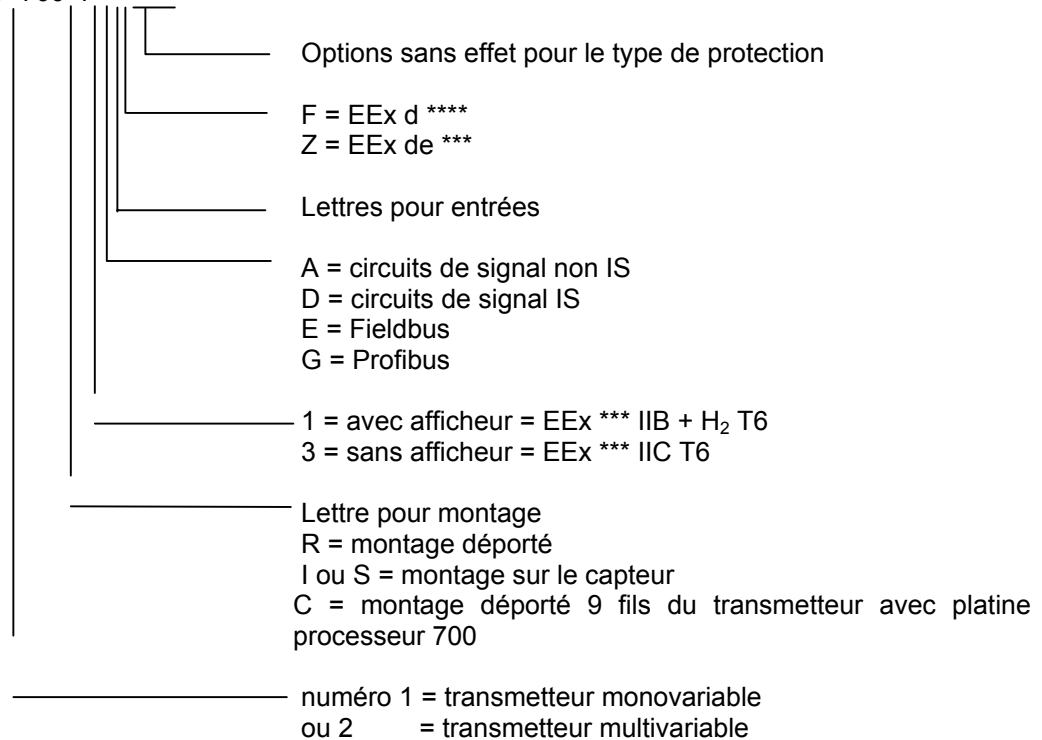 Options sans effet pour le type de protection
F = EEx d ****
Z = EEx de ***
Lettres pour entrées
A = circuits de signal non IS
D = circuits de signal IS
E = Fieldbus
G = Profibus
1 = avec afficheur = EEx *** IIB + H₂ T6
3 = sans afficheur = EEx *** IIC T6
Lettre pour montage
R = montage déporté
I ou S = montage sur le capteur
C = montage déporté 9 fils du transmetteur avec platine
processeur 700
numéro 1 = transmetteur monovariable
ou 2 = transmetteur multivariable